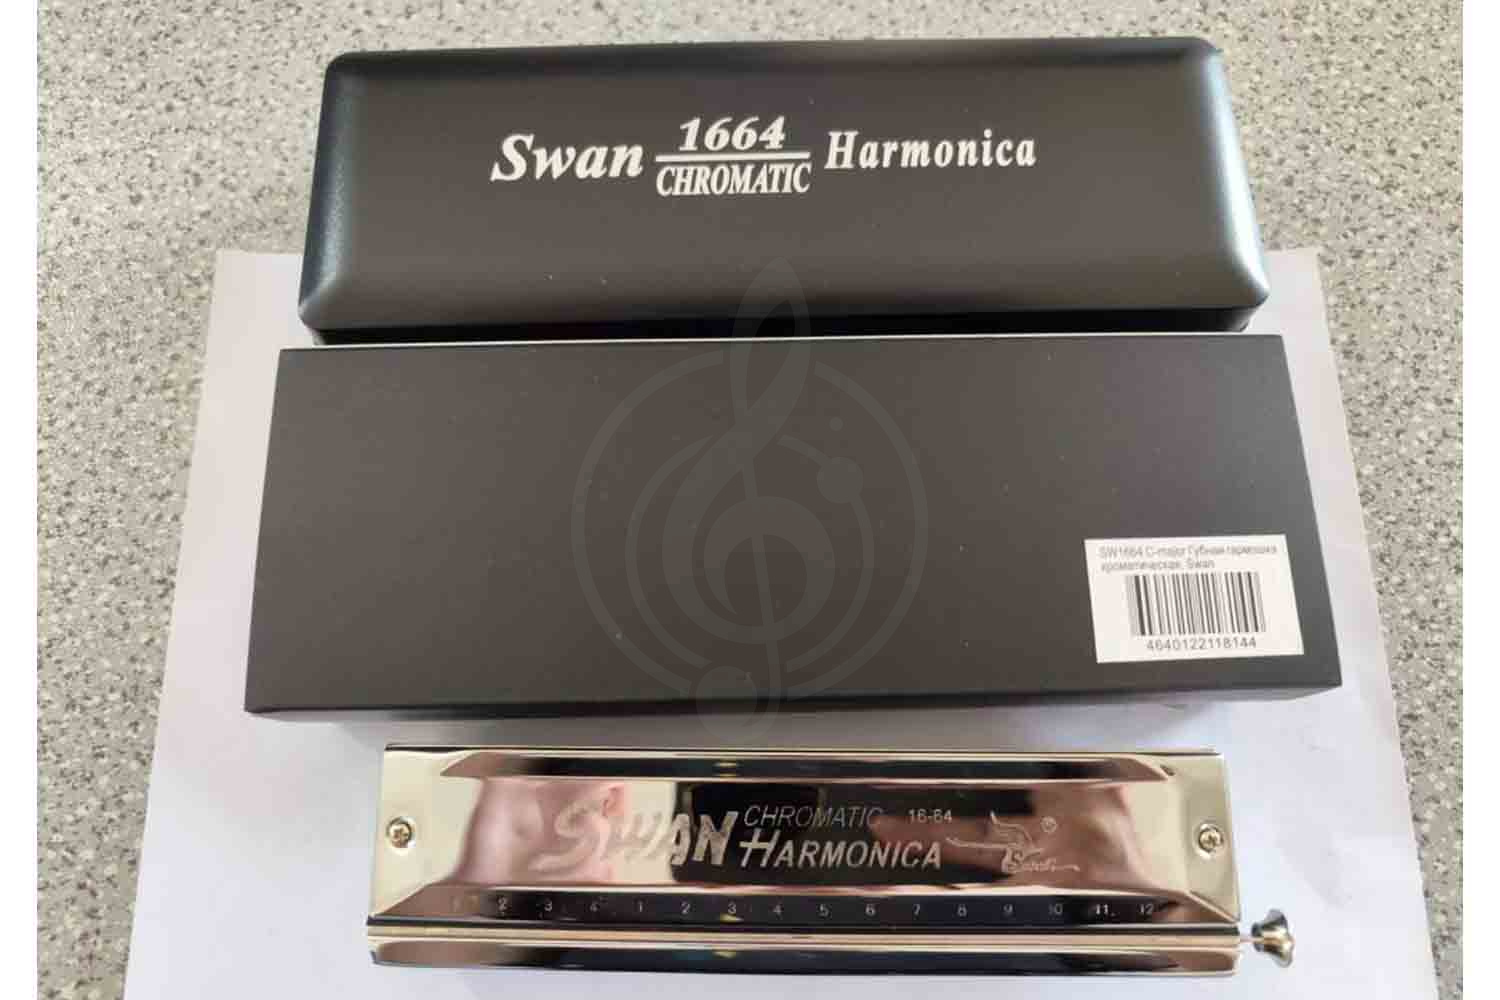 Swan 1664 Harmonica
CHROMATIC
SW1664 C-major Губная гармошка
хроматическая, Swan
4640122118144
SWAN CHROMATIC 16-64
HARMONICA ®
1 2 3 4 1 2 3 4 5 6 7 8 9 10 11 12